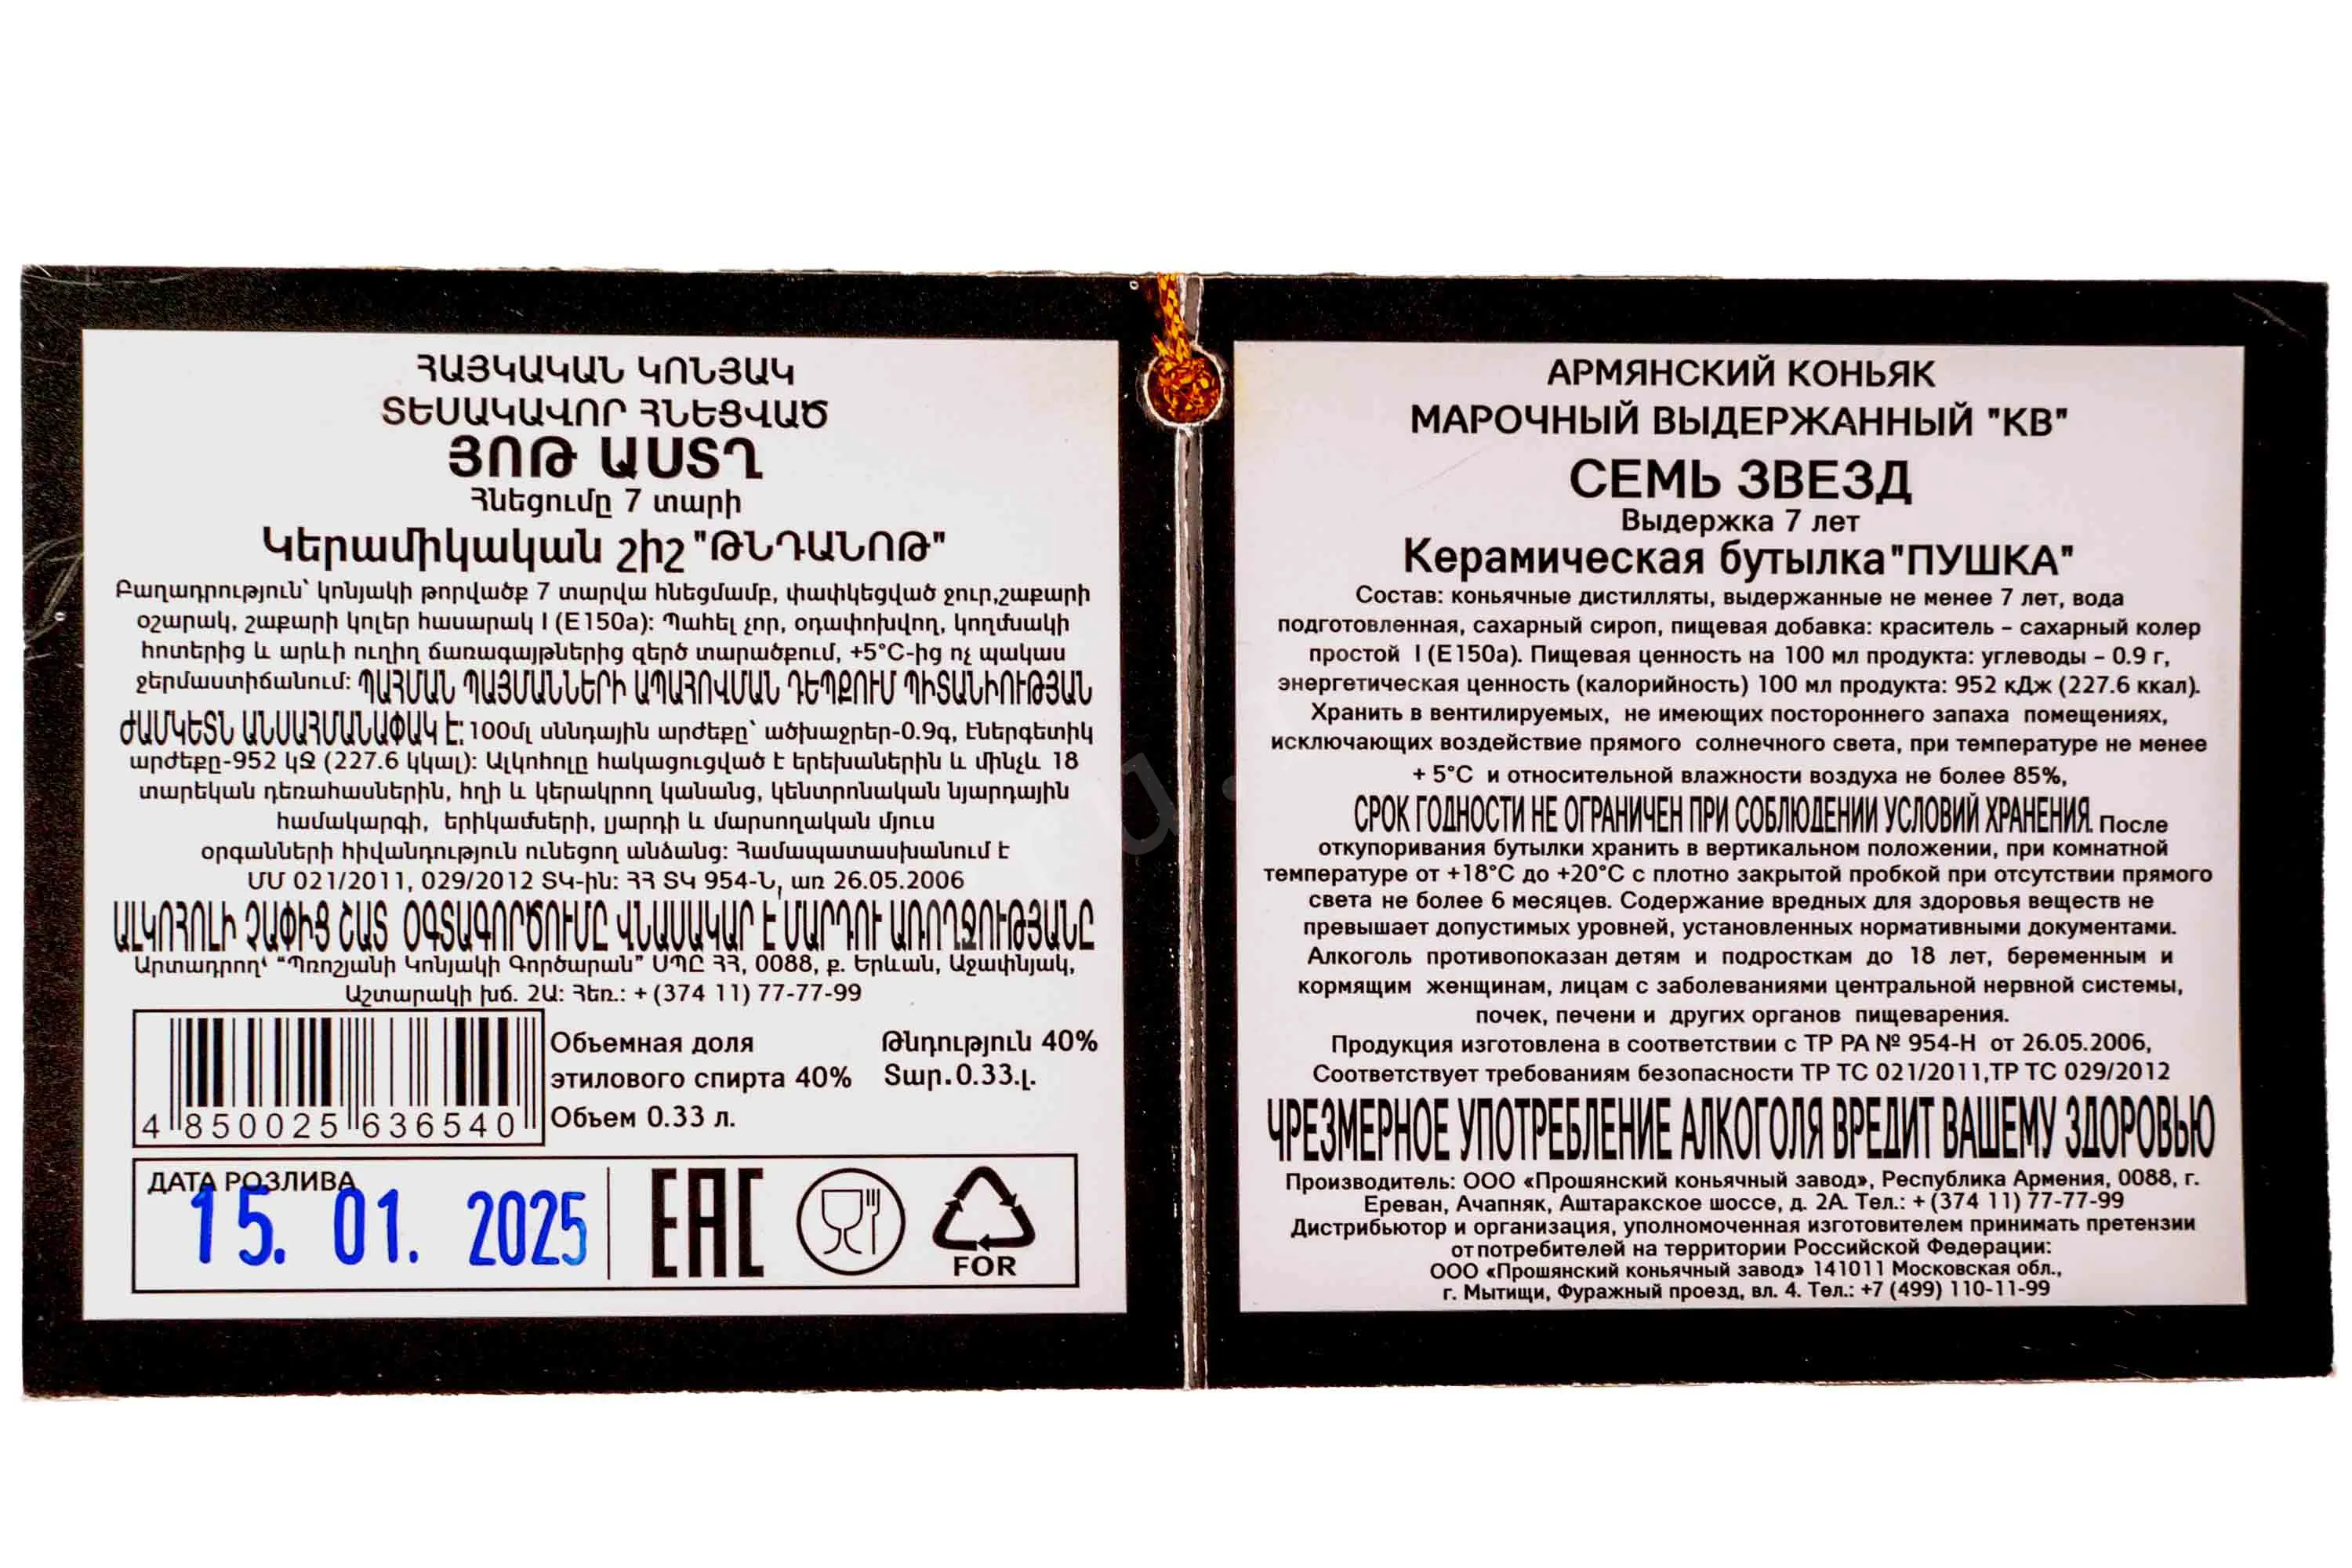 ՀԱՅԿԱԿԱՆ ԿՈՆՅԱԿ
ՏԵՍԱԿԱՎՈՐ ՀՆԵՑՎԱԾ
ՅՈԹ ԱՍՏՂ
Հնեցումը 7 տարի
Կերամիկական շիշ "ԹՆԴԱՆՈԹ"
Բաղադրություն՝ կոնյակի թորվածք 7 տարվա հնեցմամբ, փափկեցված ջուր,շաքարի
օշարակ, շաքարի կոլեր հասարակ I (E150a): Պահել չոր, օդափոխվող, կողմնակի
հոտերից և արևի ուղիղ ճառագայթներից զերծ տարածքում, +5°C-ից ոչ պակաս
ջերմաստիճանում: ՊԱՀՄԱՆ ՊԱՅՄԱՆՆԵՐԻ ԱՊԱՀՈՎՄԱՆ ԴԵՊՔՈՒՄ ՊԻՏԱՆԻՈՒԹՅԱՆ
ԺԱՄԿԵՏՆ ԱՆՍԱՀՄԱՆԱՓԱԿ Է: 100մլ սննդային արժեքը՝ ածխաջրեր-0.9գ, էներգետիկ
արժեքը-952 կՋ (227.6 կկալ): Ալկոհոլը հակացուցված է երեխաներին և մինչև 18
տարեկան դեռահասներին, հղի և կերակրող կանանց, կենտրոնական նյարդային
համակարգի, երիկամների, լյարդի և մարսողական մյուս
օրգանների հիվանդություն ունեցող անձանց: Համապատասխանում է
ՄՄ 021/2011, 029/2012 ՏԿ-ին: ՀՀ ՏԿ 954-Ն, առ 26.05.2006
ԱԼԿՈՀՈԼԻ ՉԱՓԻՑ ՇԱՏ ՕԳՏԱԳՈՐԾՈՒՄԸ ՎՆԱՍԱԿԱՐ Է ՄԱՐԴՈՒ ԱՌՈՂՋՈՒԹՅԱՆԸ
Արտադրող՝ "Պռոշյանի Կոնյակի Գործարան" ՍՊԸ ՀՀ, 0088, ք. Երևան, Աջափնյակ,
Աշտարակի խճ. 2Ա: Հեռ.: + (374 11) 77-77-99
Объемная доля
этилового спирта 40%
Объем 0.33 л.
Թնդություն 40%
Տար.0.33.լ.
4 850025 636540
ДАТА РОЗЛИВА
15. 01. 2025
EAC
FOR
АРМЯНСКИЙ КОНЬЯК
МАРОЧНЫЙ ВЫДЕРЖАННЫЙ "КВ"
СЕМЬ ЗВЕЗД
Выдержка 7 лет
Керамическая бутылка "ПУШКА"
Состав: коньячные дистилляты, выдержанные не менее 7 лет, вода
подготовленная, сахарный сироп, пищевая добавка: краситель – сахарный колер
простой I (E150a). Пищевая ценность на 100 мл продукта: углеводы – 0.9 г,
энергетическая ценность (калорийность) 100 мл продукта: 952 кДж (227.6 ккал).
Хранить в вентилируемых, не имеющих постороннего запаха помещениях,
исключающих воздействие прямого солнечного света, при температуре не менее
+ 5°C и относительной влажности воздуха не более 85%,
СРОК ГОДНОСТИ НЕ ОГРАНИЧЕН ПРИ СОБЛЮДЕНИИ УСЛОВИЙ ХРАНЕНИЯ. После
откупоривания бутылки хранить в вертикальном положении, при комнатной
температуре от +18°C до +20°C с плотно закрытой пробкой при отсутствии прямого
света не более 6 месяцев. Содержание вредных для здоровья веществ не
превышает допустимых уровней, установленных нормативными документами.
Алкоголь противопоказан детям и подросткам до 18 лет, беременным и
кормящим женщинам, лицам с заболеваниями центральной нервной системы,
почек, печени и других органов пищеварения.
Продукция изготовлена в соответствии с ТР РА № 954-Н от 26.05.2006,
Соответствует требованиям безопасности ТР ТС 021/2011,ТР ТС 029/2012
ЧРЕЗМЕРНОЕ УПОТРЕБЛЕНИЕ АЛКОГОЛЯ ВРЕДИТ ВАШЕМУ ЗДОРОВЬЮ
Производитель: ООО «Прошянский коньячный завод», Республика Армения, 0088, г.
Ереван, Ачапняк, Аштаракское шоссе, д. 2А. Тел.: + (374 11) 77-77-99
Дистрибьютор и организация, уполномоченная изготовителем принимать претензии
от потребителей на территории Российской Федерации:
ООО «Прошянский коньячный завод» 141011 Московская обл.,
г. Мытищи, Фуражный проезд, вл. 4. Тел.: +7 (499) 110-11-99